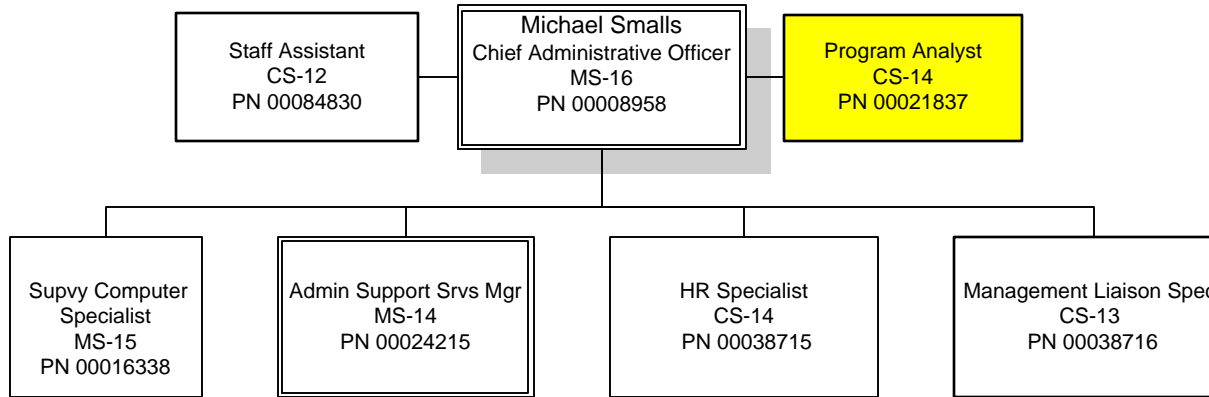 Michael Smalls
Chief Administrative Officer
MS-16
PN 00008958
Staff Assistant
CS-12
PN 00084830
Program Analyst
CS-14
PN 00021837
Supvy Computer
Specialist
MS-15
PN 00016338
Admin Support Srvs Mgr
MS-14
PN 00024215
HR Specialist
CS-14
PN 00038715
Management Liaison Spec
CS-13
PN 00038716